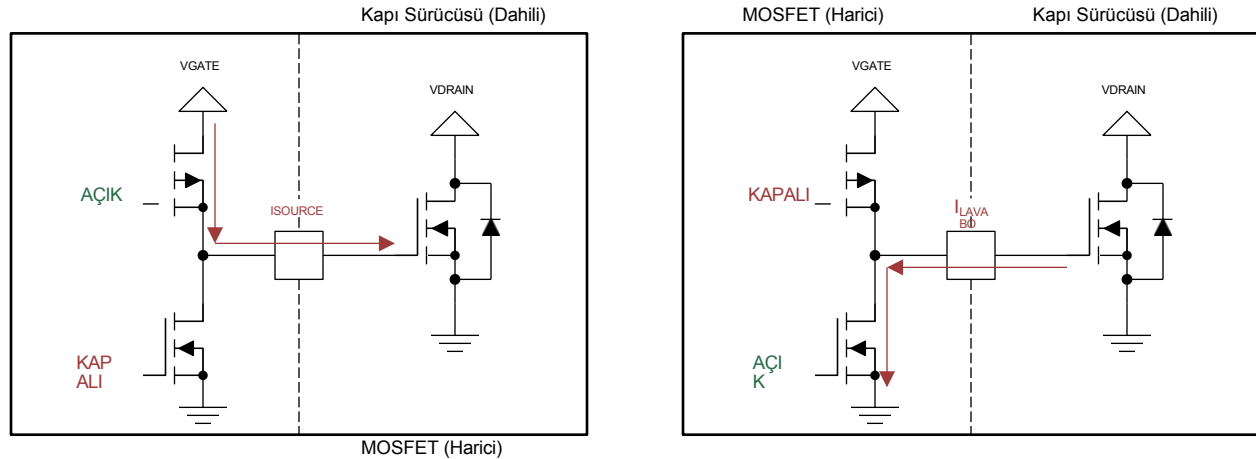 Kapı Sürücüsü (Dahili)
VGATE
VDRAIN
AÇIK
ISOURCE
KAP
ALI
MOSFET (Harici)
MOSFET (Harici)
Kapı Sürücüsü (Dahili)
VGATE
VDRAIN
KAPALI
ILAVA
BO
AÇI
K